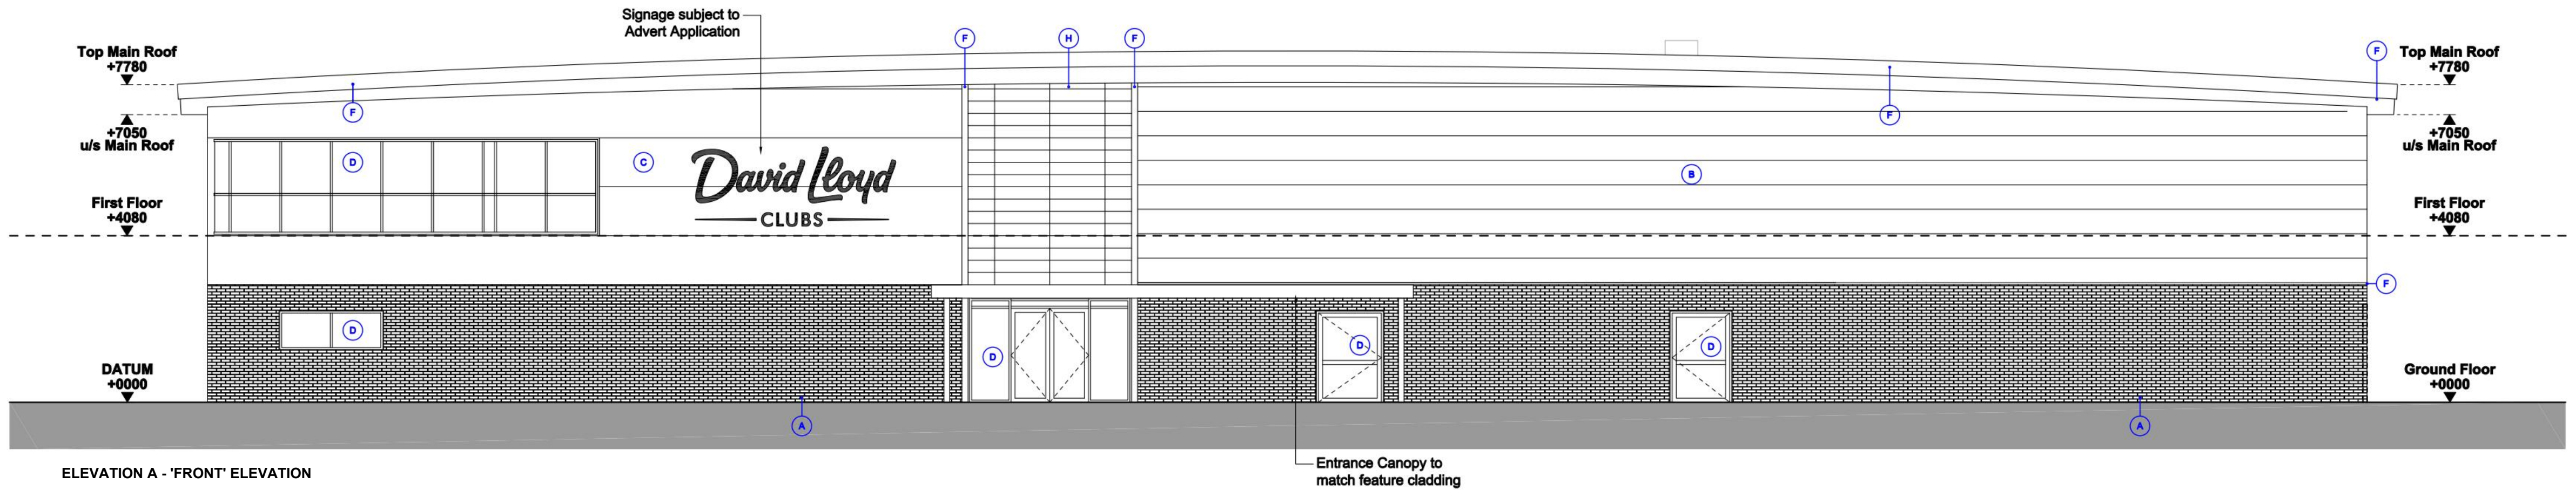 Signage subject to
Advert Application
F
H
F
F
Top Main Roof
+7780
Top Main Roof
+7780
F
F
+7050
u/s Main Roof
+7050
u/s Main Roof
D
C
David Lloyd
CLUBS
B
First Floor
+4080
First Floor
+4080
F
D
D
D
D
DATUM
+0000
Ground Floor
+0000
A
A
Entrance Canopy to
match feature cladding
ELEVATION A - 'FRONT' ELEVATION